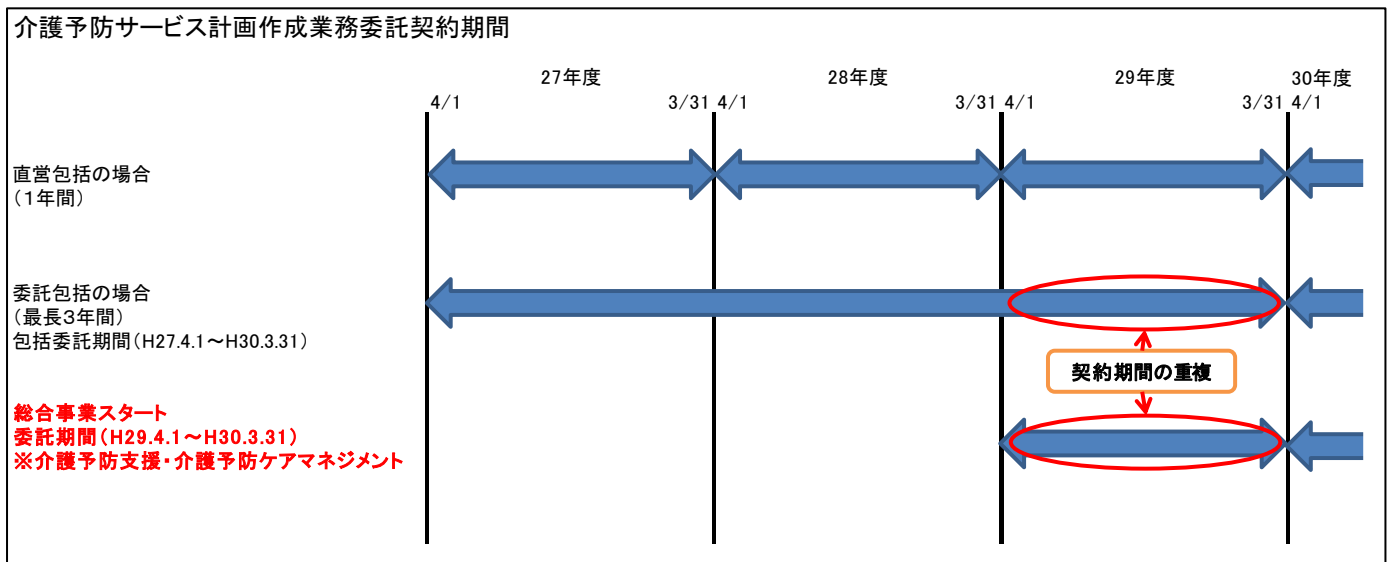 介護予防サービス計画作成業務委託契約期間
27年度 28年度 29年度 30年度
4/1 3/31 4/1 3/31 4/1 3/31 4/1
直営包括の場合
(1年間)
委託包括の場合
(最長3年間)
包括委託期間(H27.4.1~H30.3.31)
契約期間の重複
総合事業スタート
委託期間(H29.4.1~H30.3.31)
※介護予防支援・介護予防ケアマネジメント